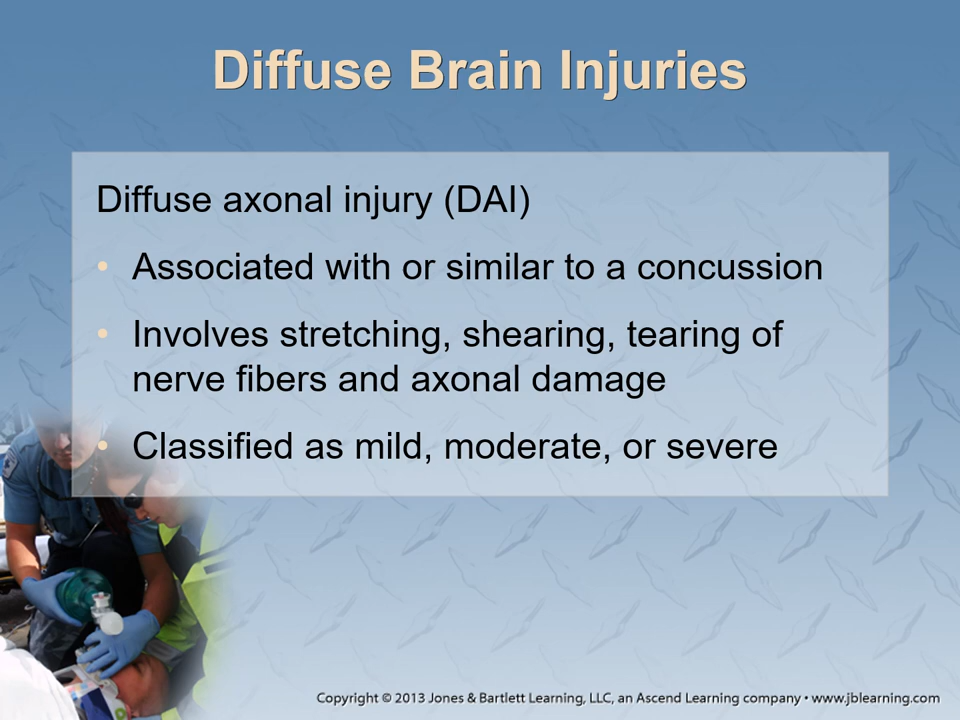 Diffuse Brain Injuries
Diffuse axonal injury (DAI)
• Associated with or similar to a concussion
• Involves stretching, shearing, tearing of
nerve fibers and axonal damage
• Classified as mild, moderate, or severe
Copyright © 2013 Jones & Bartlett Learning, LLC, an Ascend Learning company • www.jblearning.com